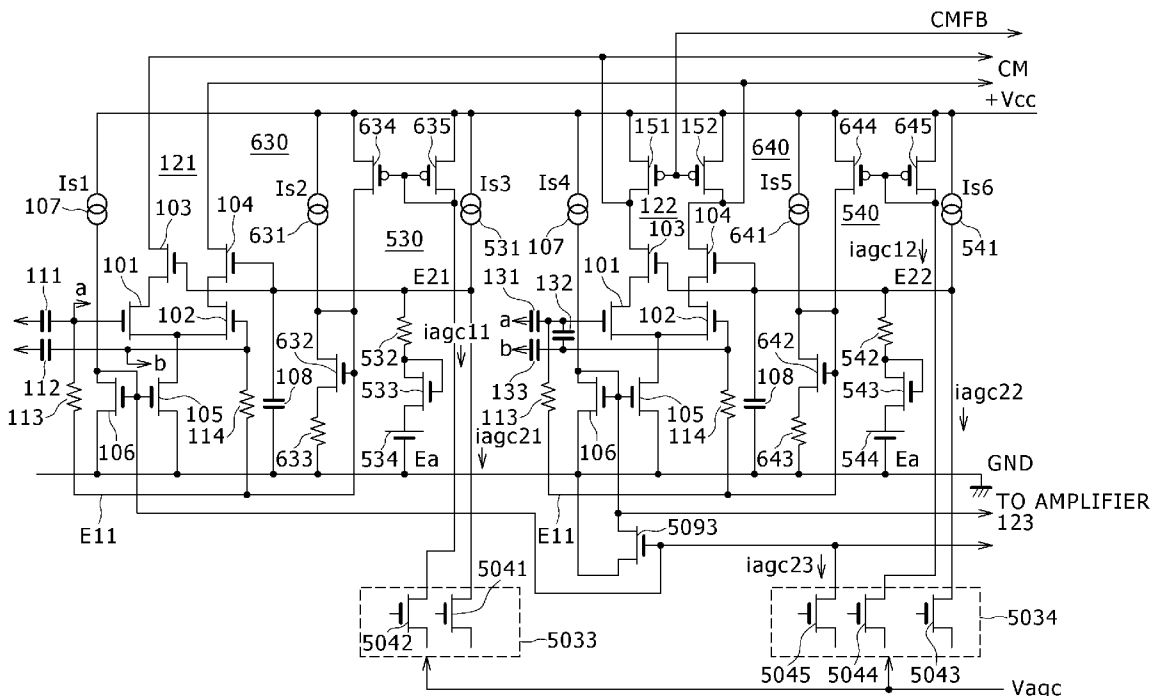 CMFB
CM
+Vcc
634
635
151
152
644
645
630
640
121
Is1
Is2
Is3
Is4
122
Is5
Is6
107
103
104
631
530
531
107
103
104
641
540
541
iagc12
111
a
101
102
E21
131
132
101
102
E22
a
iagc11
532
b
632
b
642
542
112
113
106
105
114
108
533
133
113
106
105
114
108
543
iagc22
633
534
Ea
iagc21
643
544
Ea
GND
E11
E11
TO AMPLIFIER
123
5093
iagc23
5041
5042
5033
5034
5045
5044
5043
Vagc